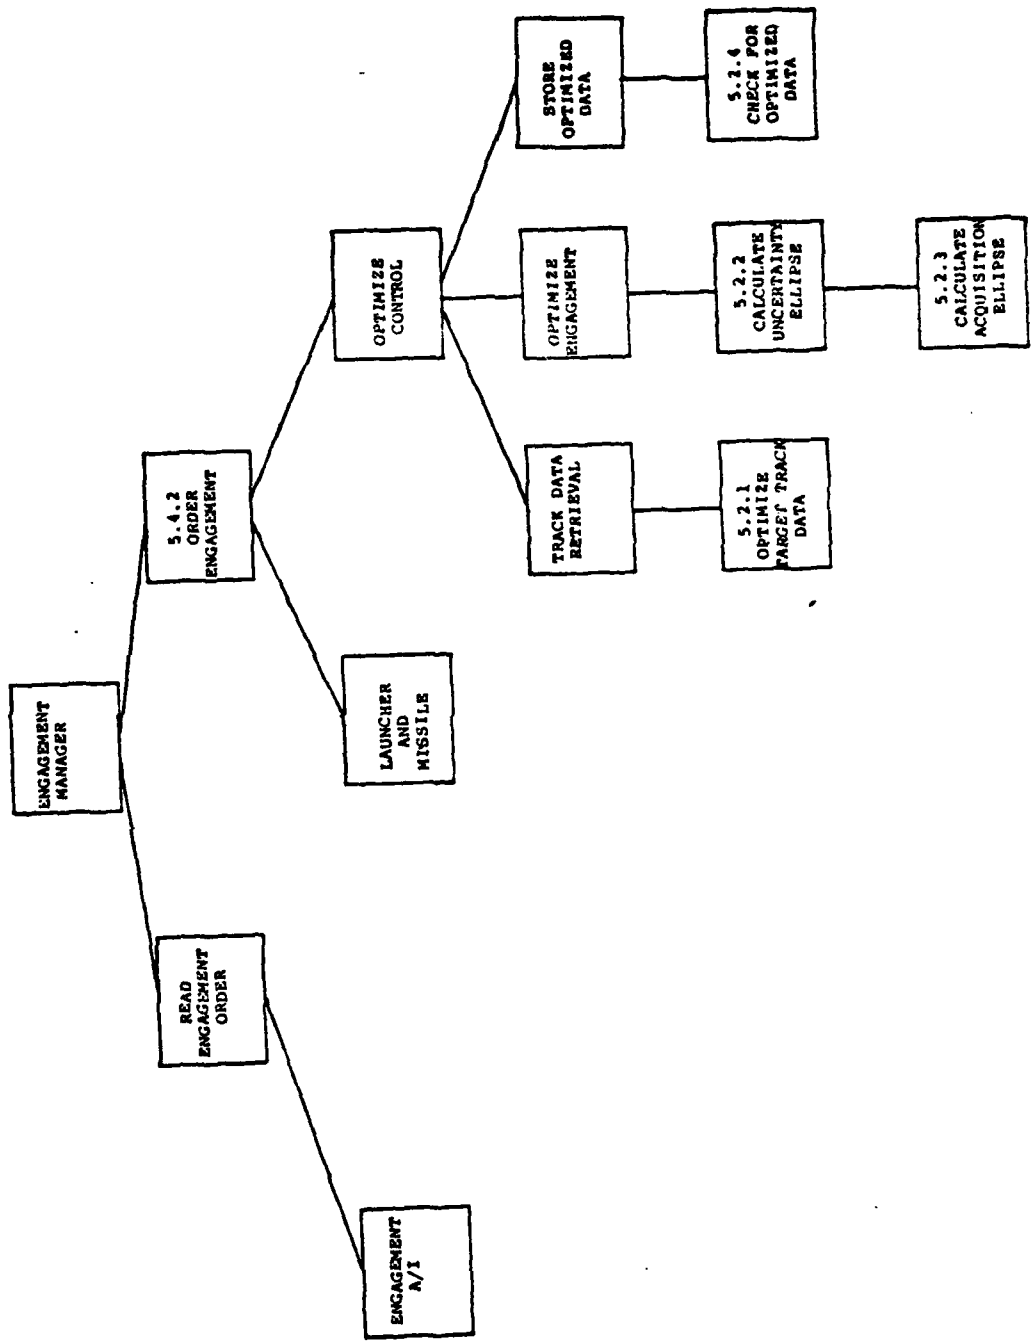 ENGAGEMENT
MANAGER
READ
ENGAGEMENT
ORDER
5.4.2
ORDER
ENGAGEMENT
ENGAGEMENT
A/I
LAUNCHER
AND
MISSILE
OPTIMIZE
CONTROL
TRACK DATA
RETRIEVAL
OPTIMIZE
ENGAGEMENT
STORE
OPTIMIZED
DATA
5.2.1
OPTIMIZE
TARGET TRACK
DATA
5.2.2
CALCULATE
UNCERTAINTY
ELLIPSE
5.2.4
CHECK FOR
OPTIMIZED
DATA
5.2.3
CALCULATE
ACQUISITION
ELLIPSE